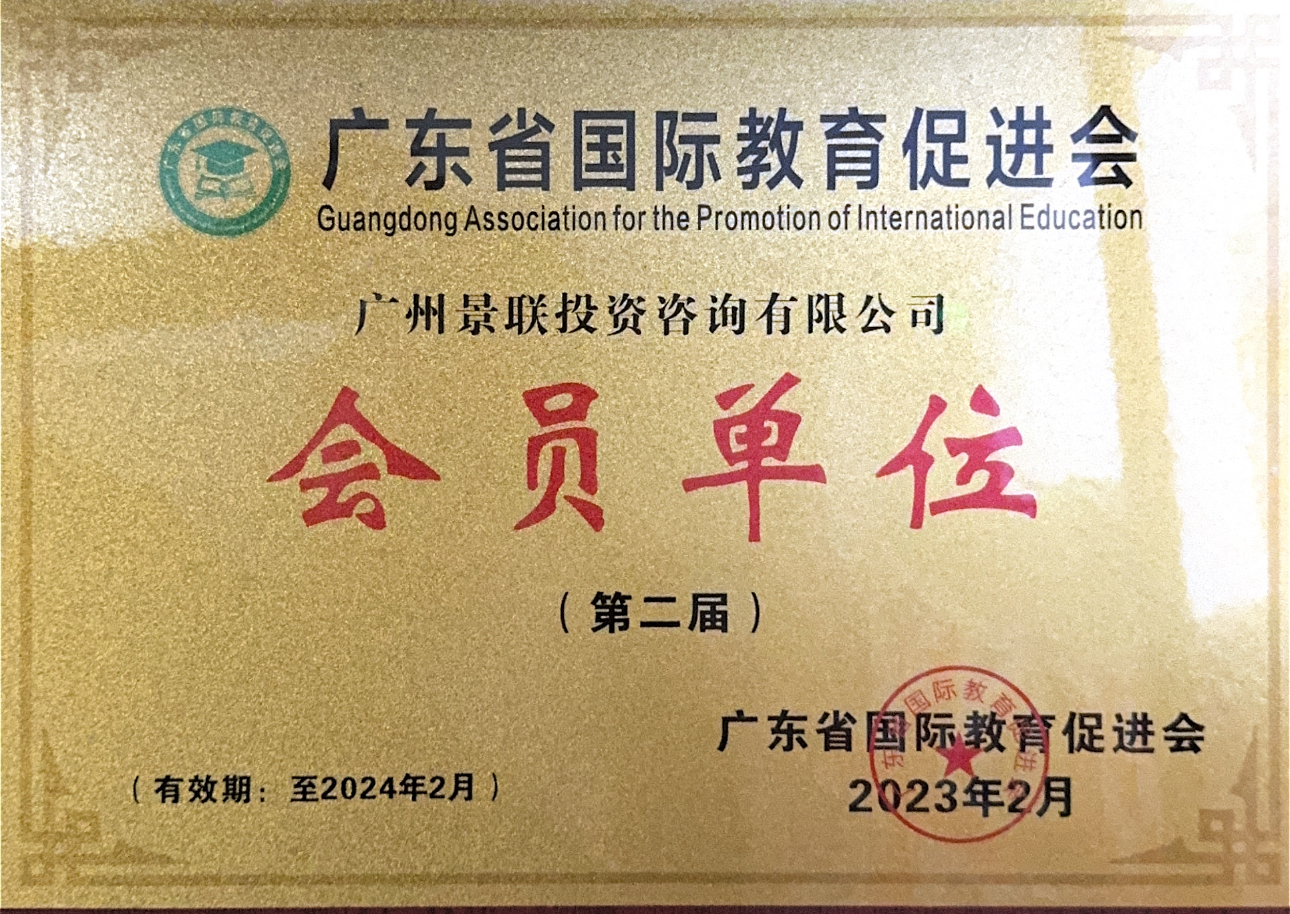 广东省国际教育促进会
Guangdong Association for the Promotion of International Education
广州景联投资咨询有限公司
会员单位
（第二届）
广东省国际教育促进会
2023年2月
（有效期：至2024年2月）